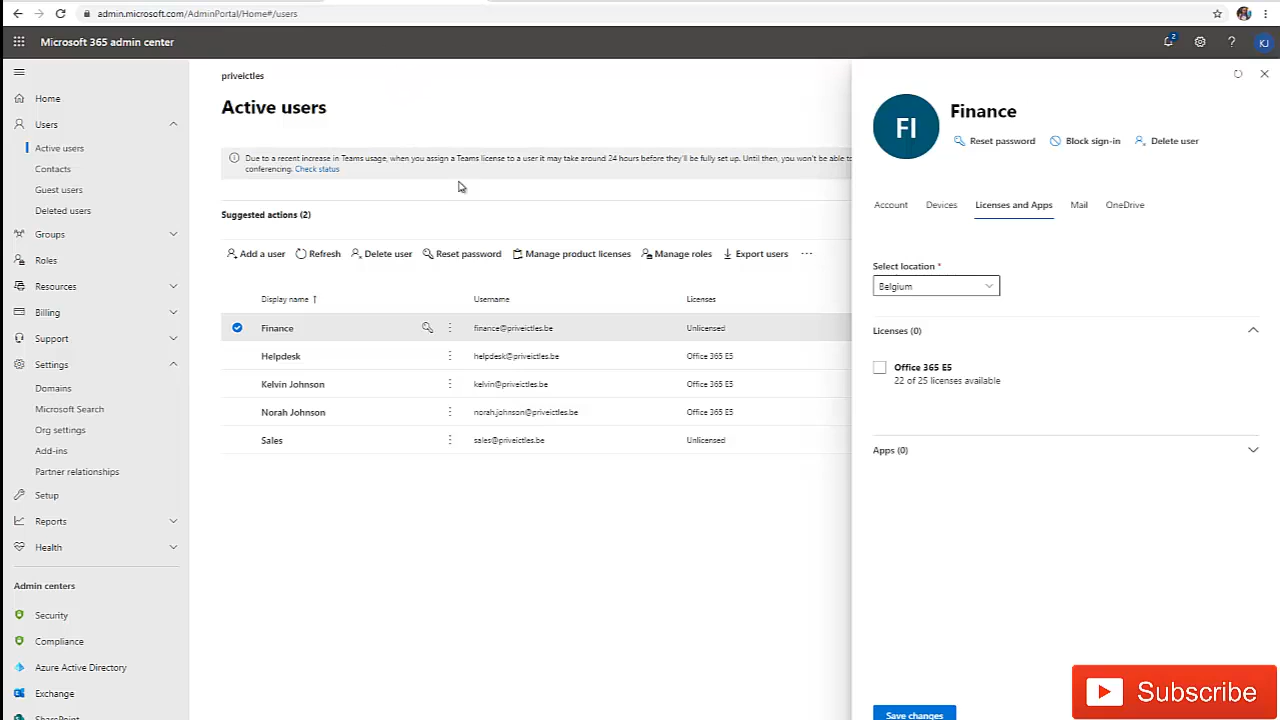 admin.microsoft.com/AdminPortal/Home#/users
Microsoft 365 admin center
2
?
KJ
Home
Users
Active users
Contacts
Guest users
Deleted users
Groups
Roles
Resources
Billing
Support
Settings
Domains
Microsoft Search
Org settings
Add-ins
Partner relationships
Setup
Reports
Health
Admin centers
Security
Compliance
Azure Active Directory
Exchange
SharePoint
priveictles
Active users
Due to a recent increase in Teams usage, when you assign a Teams license to a user it may take around 24 hours before they'll be fully set up. Until then, you won't be able to
conferencing. Check status
Suggested actions (2)
Add a user Refresh Delete user Reset password Manage product licenses Manage roles Export users ...
Display name ↑ Username Licenses
Finance finance@priveictles.be Unlicensed
Helpdesk helpdesk@priveictles.be Office 365 E5
Kelvin Johnson kelvin@priveictles.be Office 365 E5
Norah Johnson norah.johnson@priveictles.be Office 365 E5
Sales sales@priveictles.be Unlicensed
FI
Finance
Reset password Block sign-in Delete user
Account Devices Licenses and Apps Mail OneDrive
Select location *
Belgium
Licenses (0)
Office 365 E5
22 of 25 licenses available
Apps (0)
Save changes
Subscribe